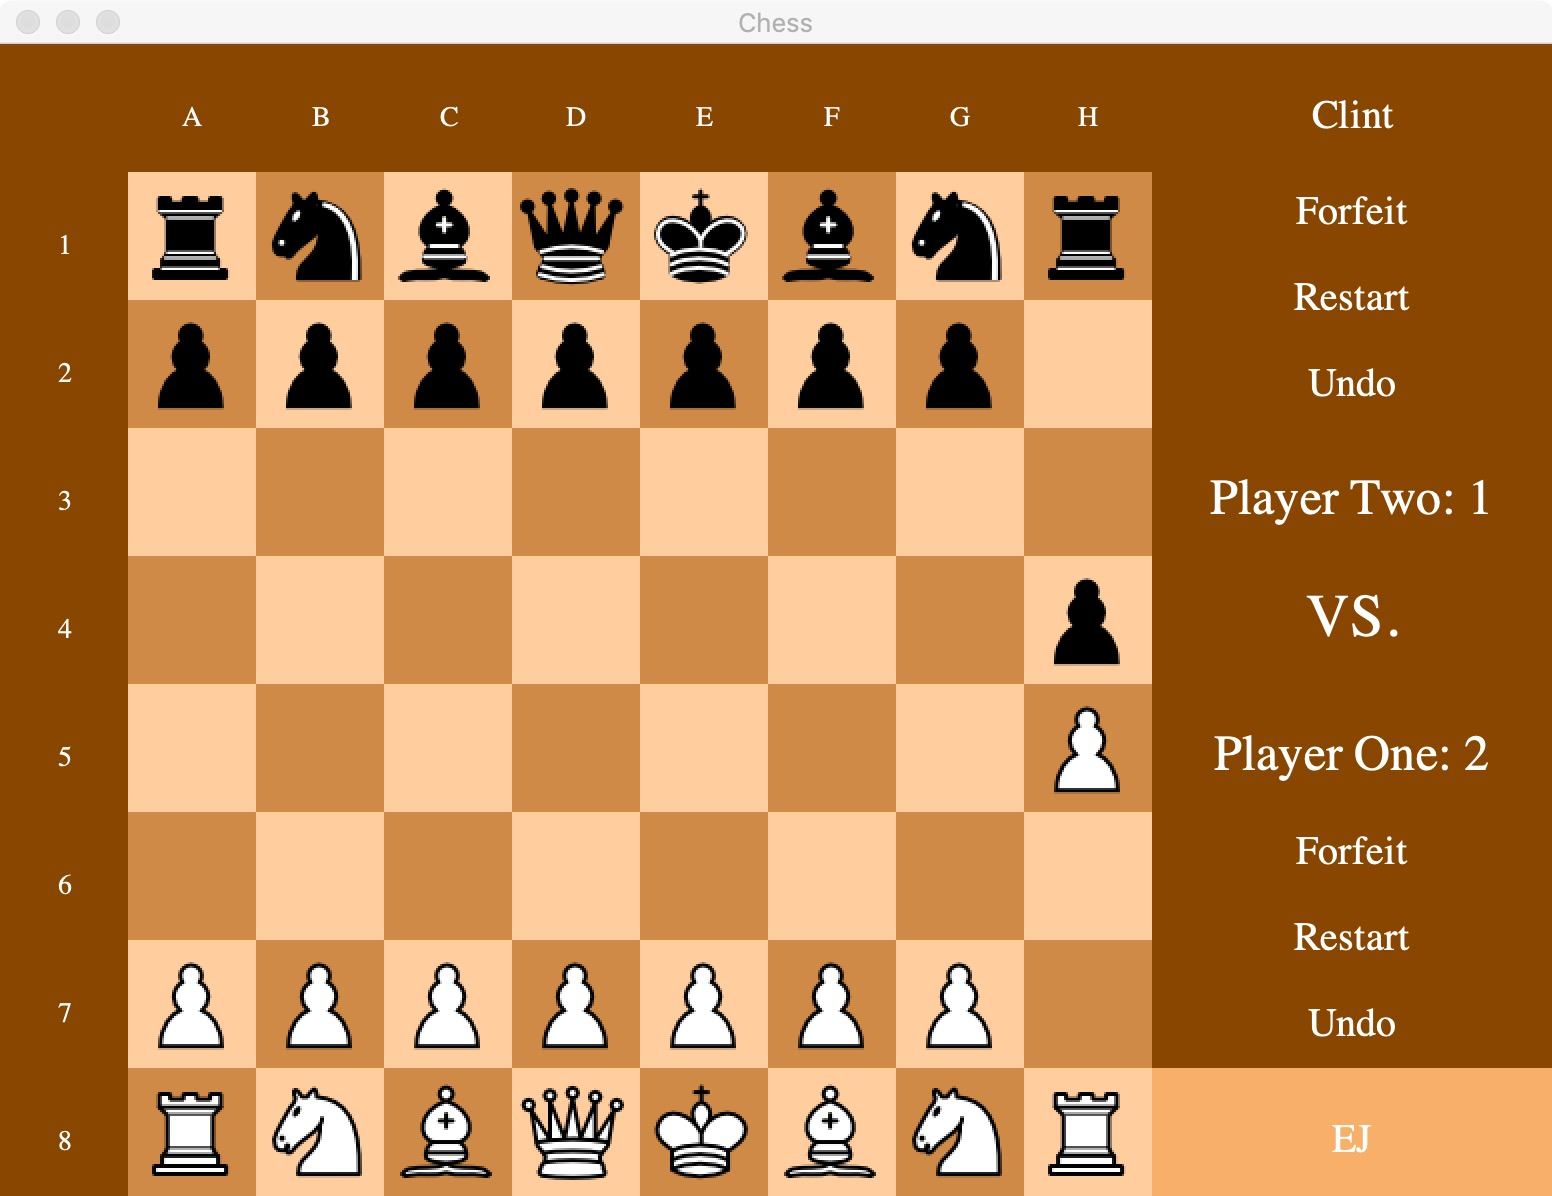 Chess
A B C D E F G H
Clint
1
Forfeit
Restart
2
Undo
3
Player Two: 1
4
VS.
5
Player One: 2
6
Forfeit
Restart
7
Undo
8
EJ